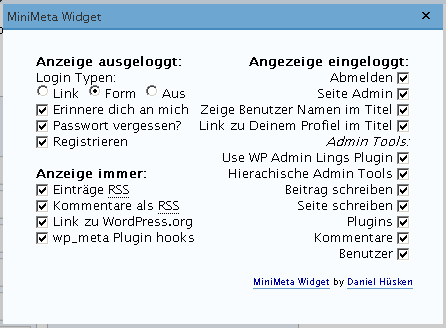 MiniMeta Widget
Anzeige ausgeloggt:
Login Typen:
Link Form Aus
Erinnere dich an mich
Passwort vergessen?
Registrieren
Anzeige immer:
Einträge RSS
Kommentare als RSS
Link zu WordPress.org
wp_meta Plugin hooks
Angezeige eingeloggt:
Abmelden
Seite Admin
Zeige Benutzer Namen im Titel
Link zu Deinem Profiel im Titel
Admin Tools:
Use WP Admin Lings Plugin
Hierachische Admin Tools
Beitrag schreiben
Seite schreiben
Plugins
Kommentare
Benutzer
MiniMeta Widget by Daniel Hüsken